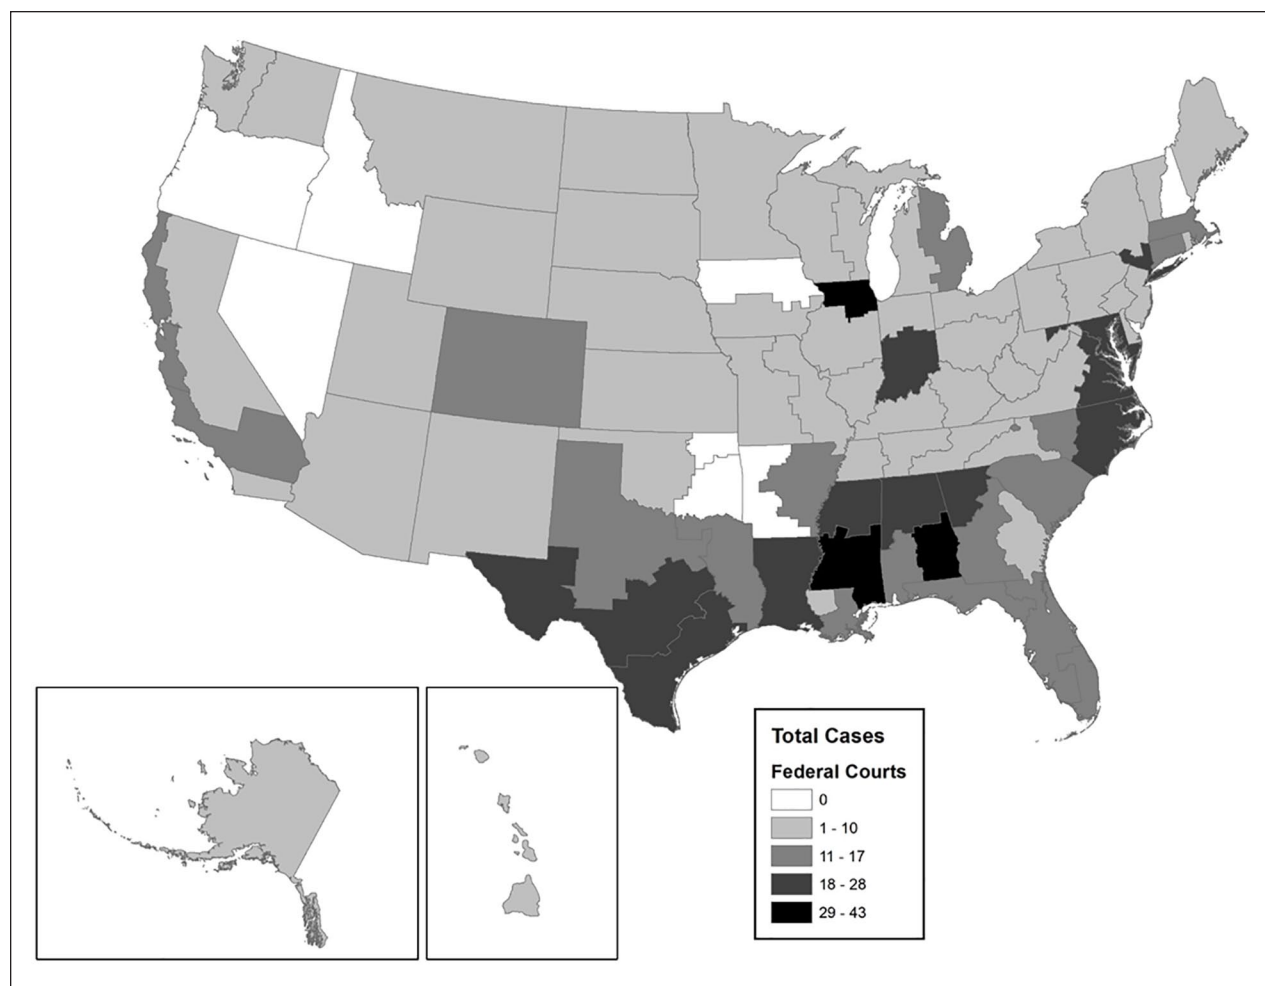 Total Cases
Federal Courts
0
1 - 10
11 - 17
18 - 28
29 - 43